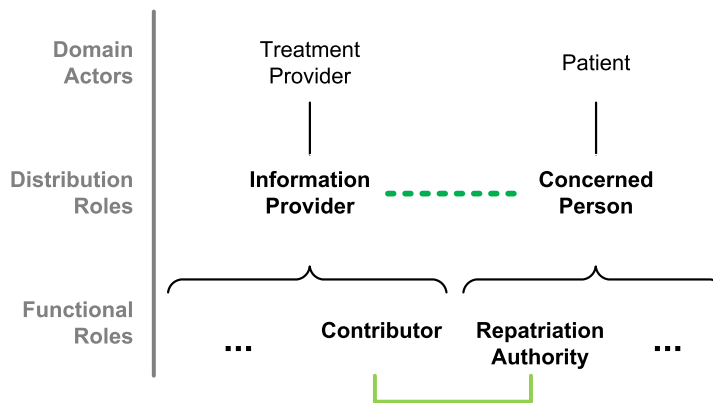 Domain
Actors
Treatment
Provider
Patient
Distribution
Roles
Information
Provider
Concerned
Person
Functional
Roles
...
Contributor
Repatriation
Authority
...